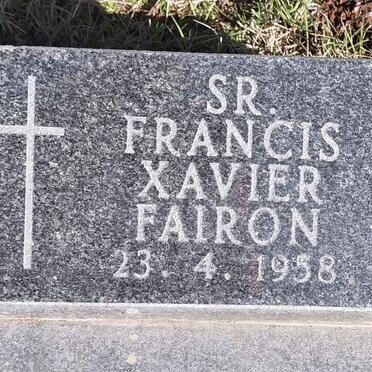 SR.
FRANCIS
XAVIER
FAIRON
23. 4. 1958